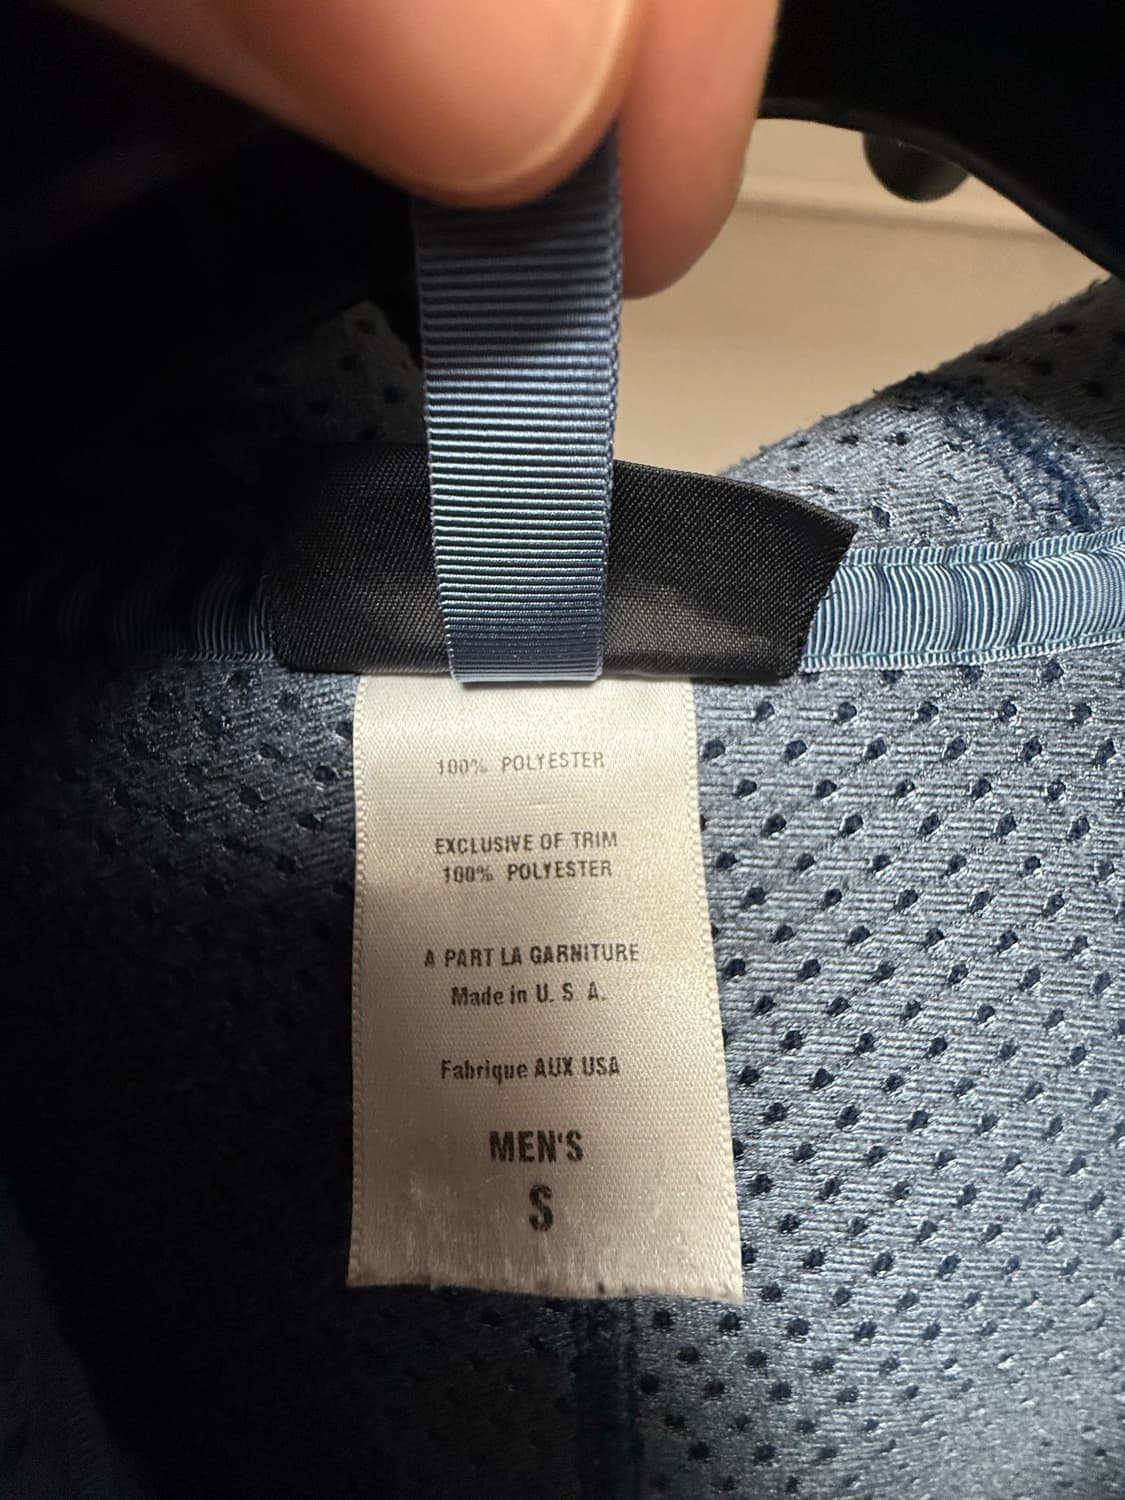 100% POLYESTER
EXCLUSIVE OF TRIM
100% POLYESTER
A PART LA GARNITURE
Made in U. S. A.
Fabrique AUX USA
MEN'S
S